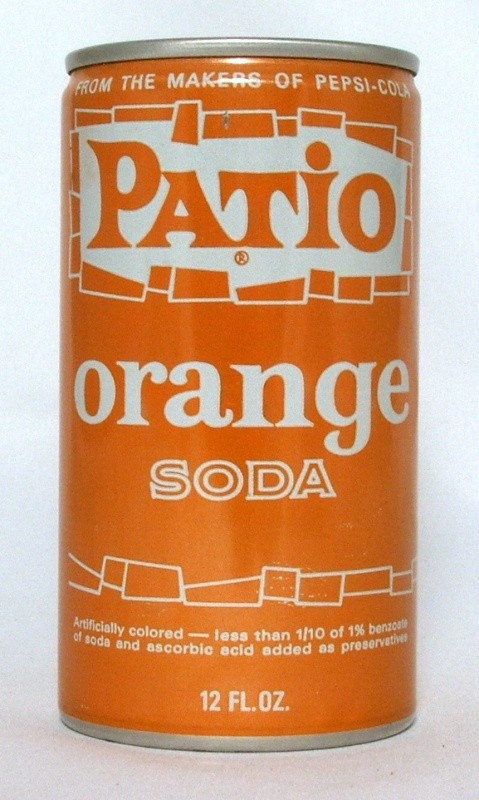 FROM THE MAKERS OF PEPSI-COLA
PATiO
®
orange
SODA
Artificially colored — less than 1/10 of 1% benzoate
of soda and ascorbic acid added as preservatives
12 FL.OZ.